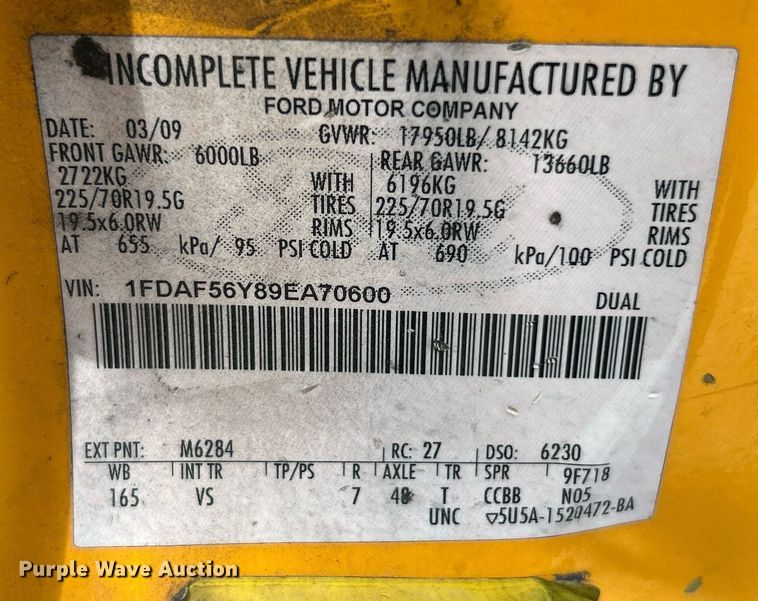 INCOMPLETE VEHICLE MANUFACTURED BY
FORD MOTOR COMPANY
DATE: 03/09 GVWR: 17950LB/ 8142KG
FRONT GAWR: 6000LB REAR GAWR: 13660LB
2722KG WITH 6196KG WITH
225/70R19.5G TIRES 225/70R19.5G TIRES
19.5x6.0RW RIMS 19.5x6.0RW RIMS
AT 655 kPa/ 95 PSI COLD AT 690 kPa/100 PSI COLD
VIN: 1FDAF56Y89EA70600 DUAL
EXT PNT: M6284 RC: 27 DSO: 6230
WB INT TR TP/PS R AXLE TR SPR 9F718
165 VS 7 48 T CCBB N05
UNC ▽5U5A-1520472-BA
Purple Wave Auction